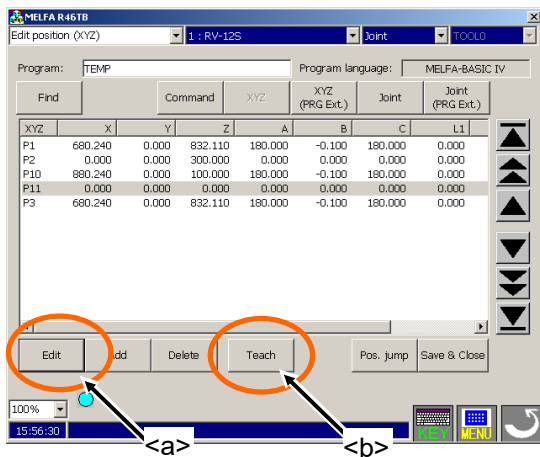 MELFA R46TB X
Edit position (XYZ) 1 : RV-12S Joint TOOL0
Program: TEMP Program language: MELFA-BASIC IV
Find Command XYZ XYZ (PRG Ext.) Joint Joint (PRG Ext.)
XYZ X Y Z A B C L1
P1 680.240 0.000 832.110 180.000 -0.100 180.000 0.000
P2 0.000 0.000 300.000 0.000 0.000 0.000 0.000
P10 880.240 0.000 100.000 180.000 -0.100 180.000 0.000
P11 0.000 0.000 0.000 0.000 0.000 0.000 0.000
P3 680.240 0.000 832.110 180.000 -0.100 180.000 0.000
Edit Add Delete Teach Pos. jump Save & Close
100%
15:56:30 KEY MENU
<a> <b>